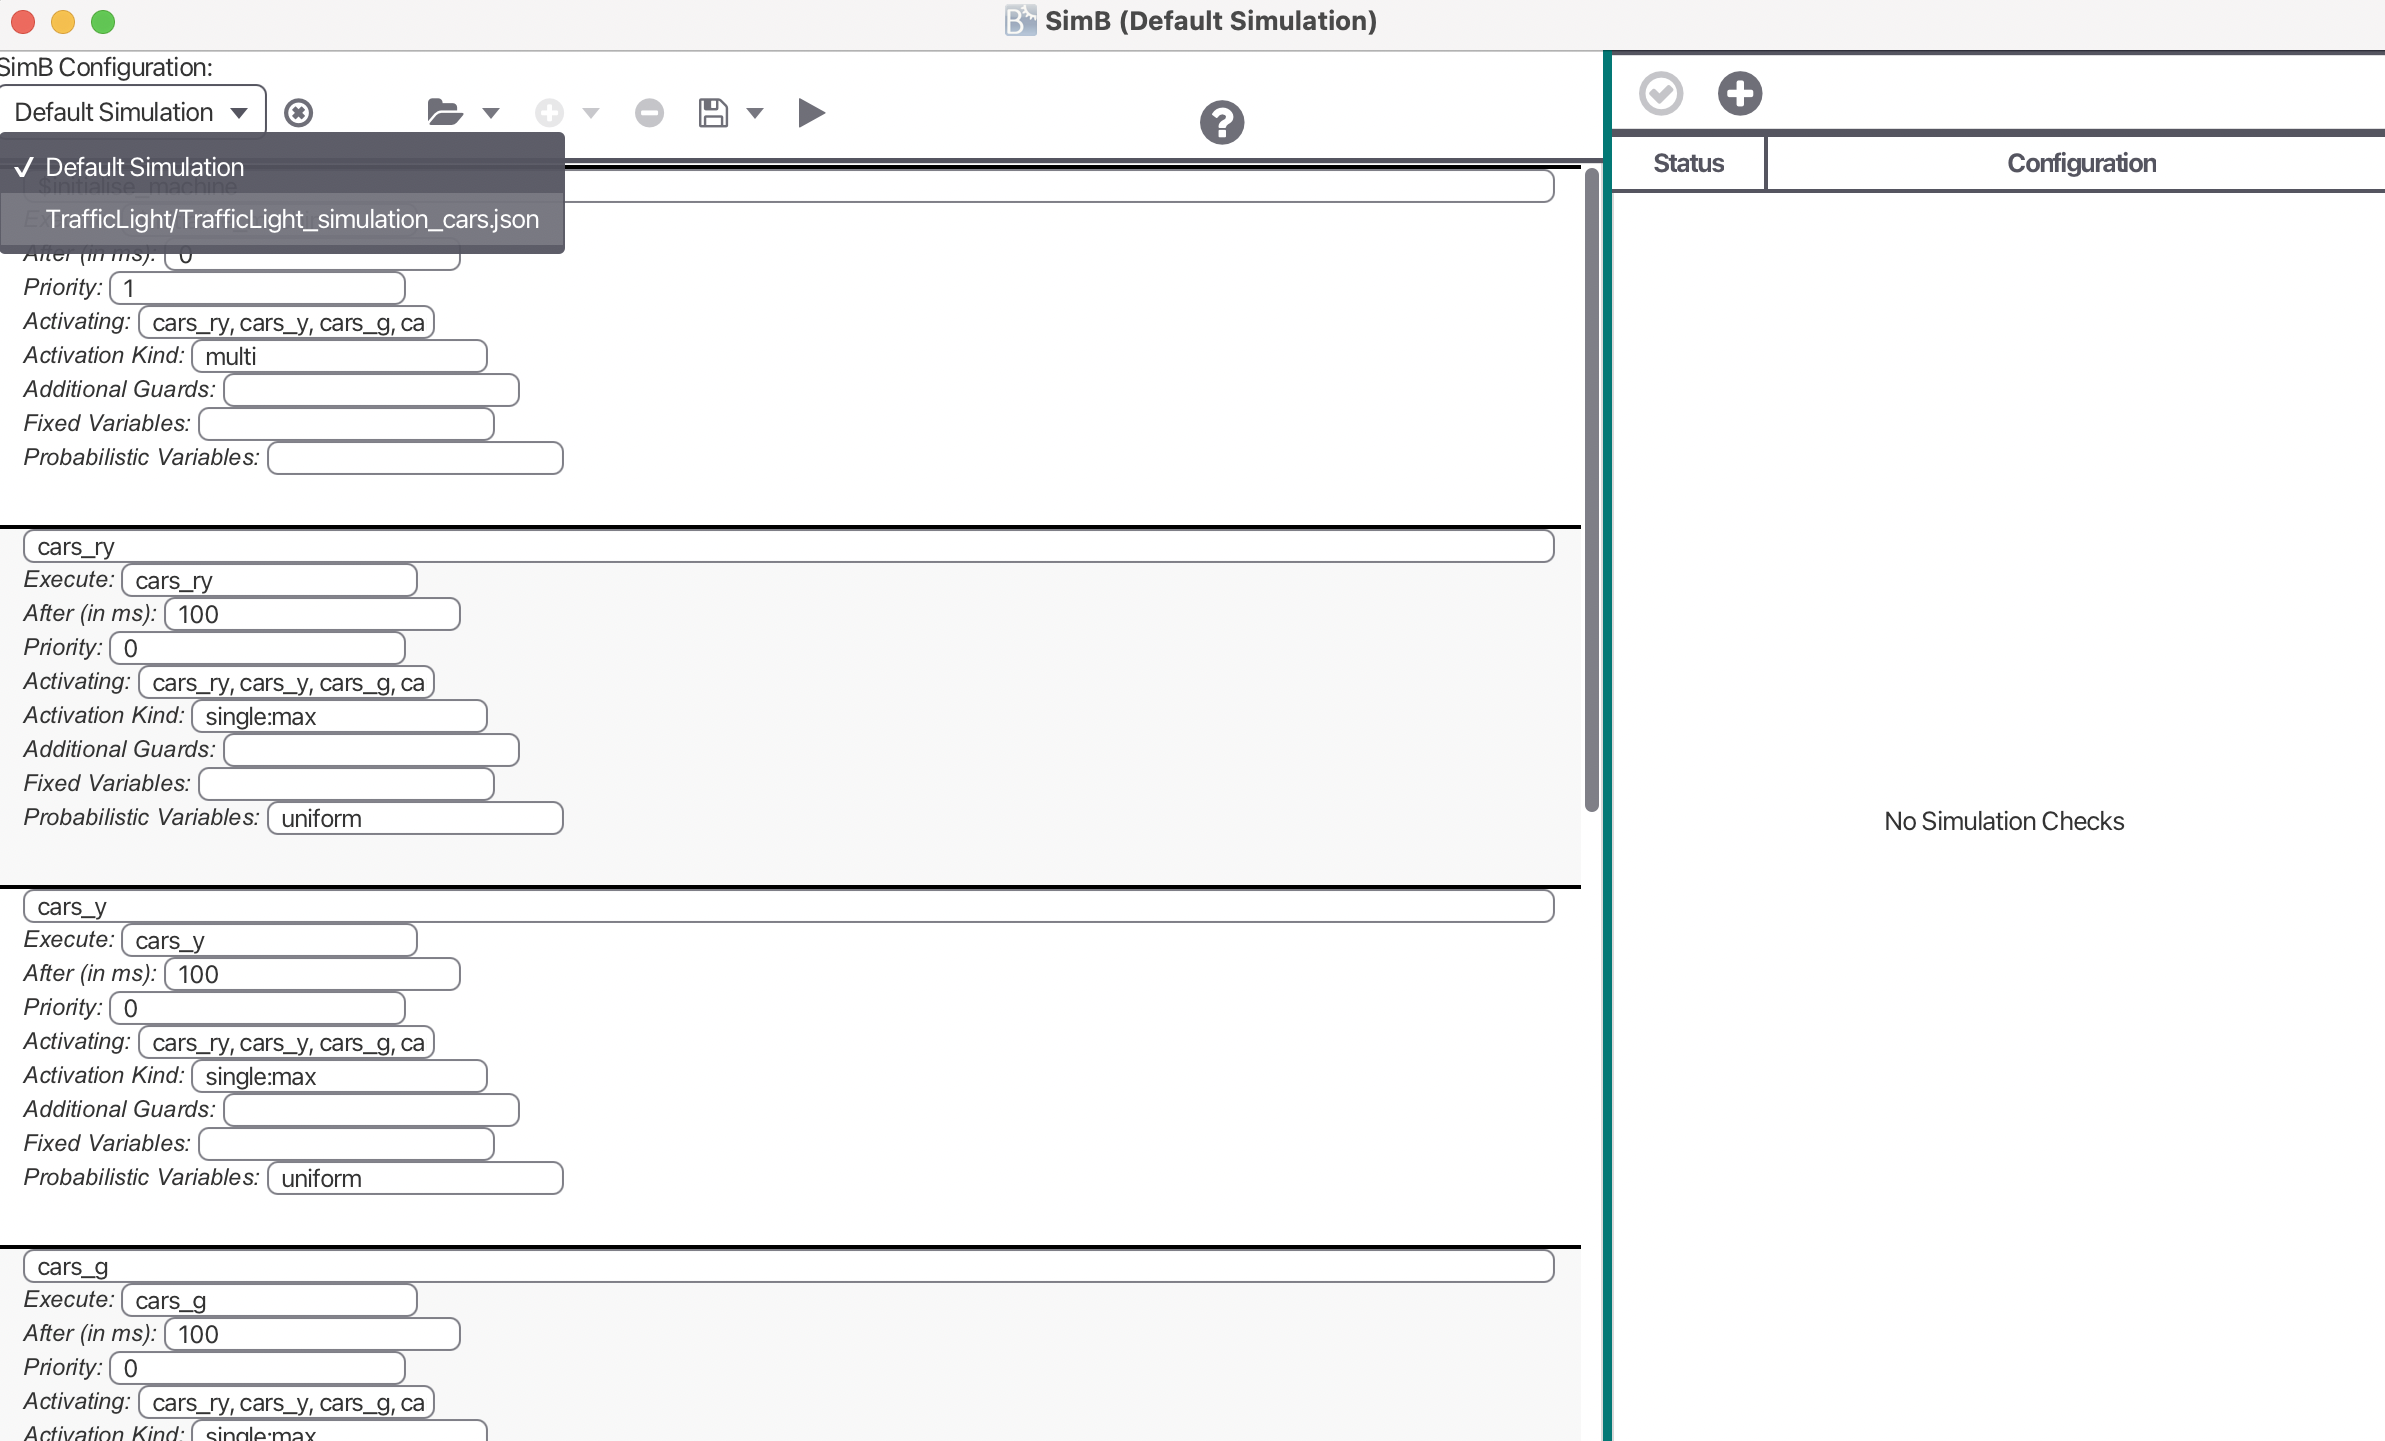 SimB (Default Simulation)
SimB Configuration:
Default Simulation
✓ Default Simulation
$initialise_machine
TrafficLight/TrafficLight_simulation_cars.json
After (in ms): 0
Priority: 1
Activating: cars_ry, cars_y, cars_g, ca
Activation Kind: multi
Additional Guards:
Fixed Variables:
Probabilistic Variables:
cars_ry
Execute: cars_ry
After (in ms): 100
Priority: 0
Activating: cars_ry, cars_y, cars_g, ca
Activation Kind: single:max
Additional Guards:
Fixed Variables:
Probabilistic Variables: uniform
cars_y
Execute: cars_y
After (in ms): 100
Priority: 0
Activating: cars_ry, cars_y, cars_g, ca
Activation Kind: single:max
Additional Guards:
Fixed Variables:
Probabilistic Variables: uniform
cars_g
Execute: cars_g
After (in ms): 100
Priority: 0
Activating: cars_ry, cars_y, cars_g, ca
Activation Kind: single:max
Status
Configuration
No Simulation Checks